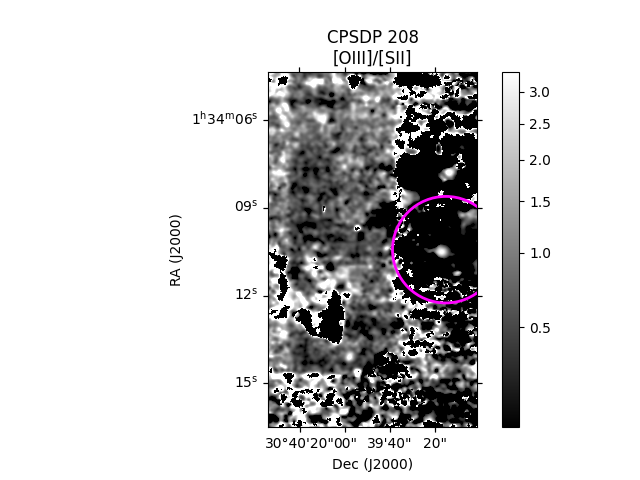 CPSDP 208
[OIII]/[SII]
1ʰ34ᵐ06ˢ
09ˢ
12ˢ
15ˢ
RA (J2000)
30°40'20"00" 39'40" 20"
Dec (J2000)
3.0
2.5
2.0
1.5
1.0
0.5